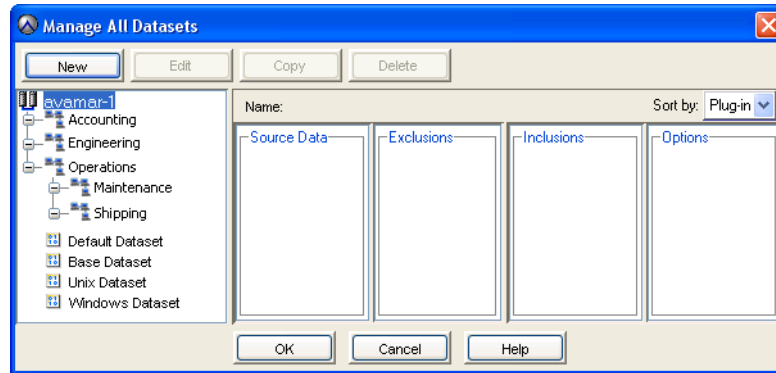 Manage All Datasets
New Edit Copy Delete
avamar-1
Accounting
Engineering
Operations
Maintenance
Shipping
Default Dataset
Base Dataset
Unix Dataset
Windows Dataset
Name: Sort by: Plug-in
Source Data Exclusions Inclusions Options
OK Cancel Help